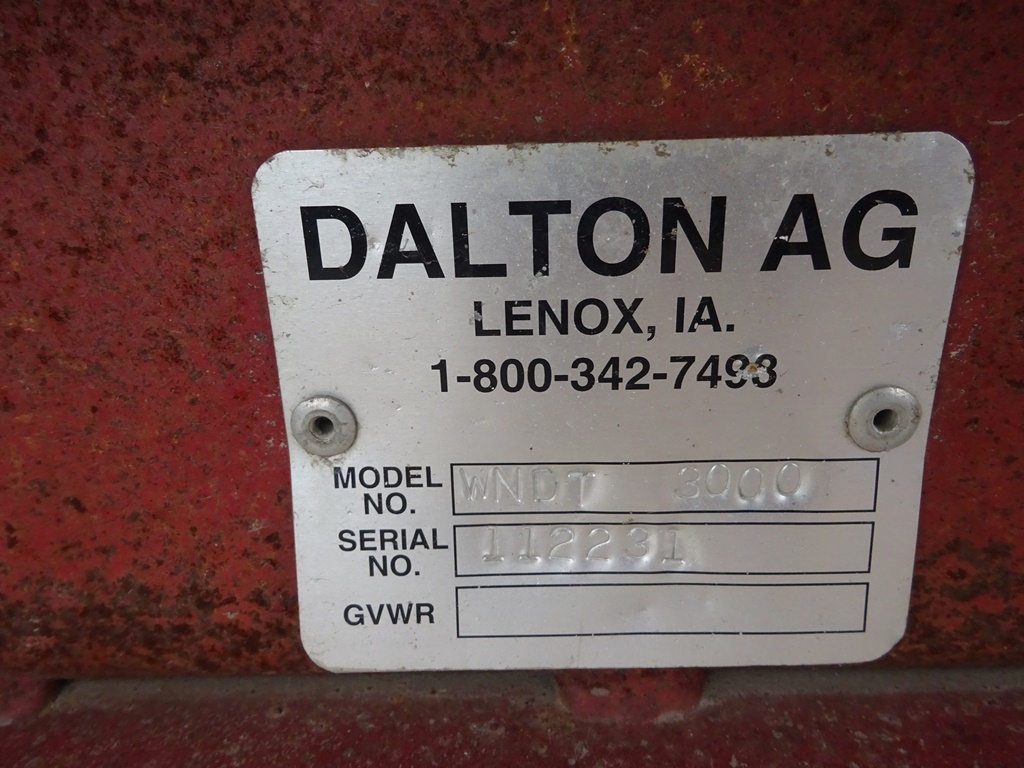 DALTON AG
LENOX, IA.
1-800-342-7493
MODEL NO. WNDT 3000
SERIAL NO. 112231
GVWR